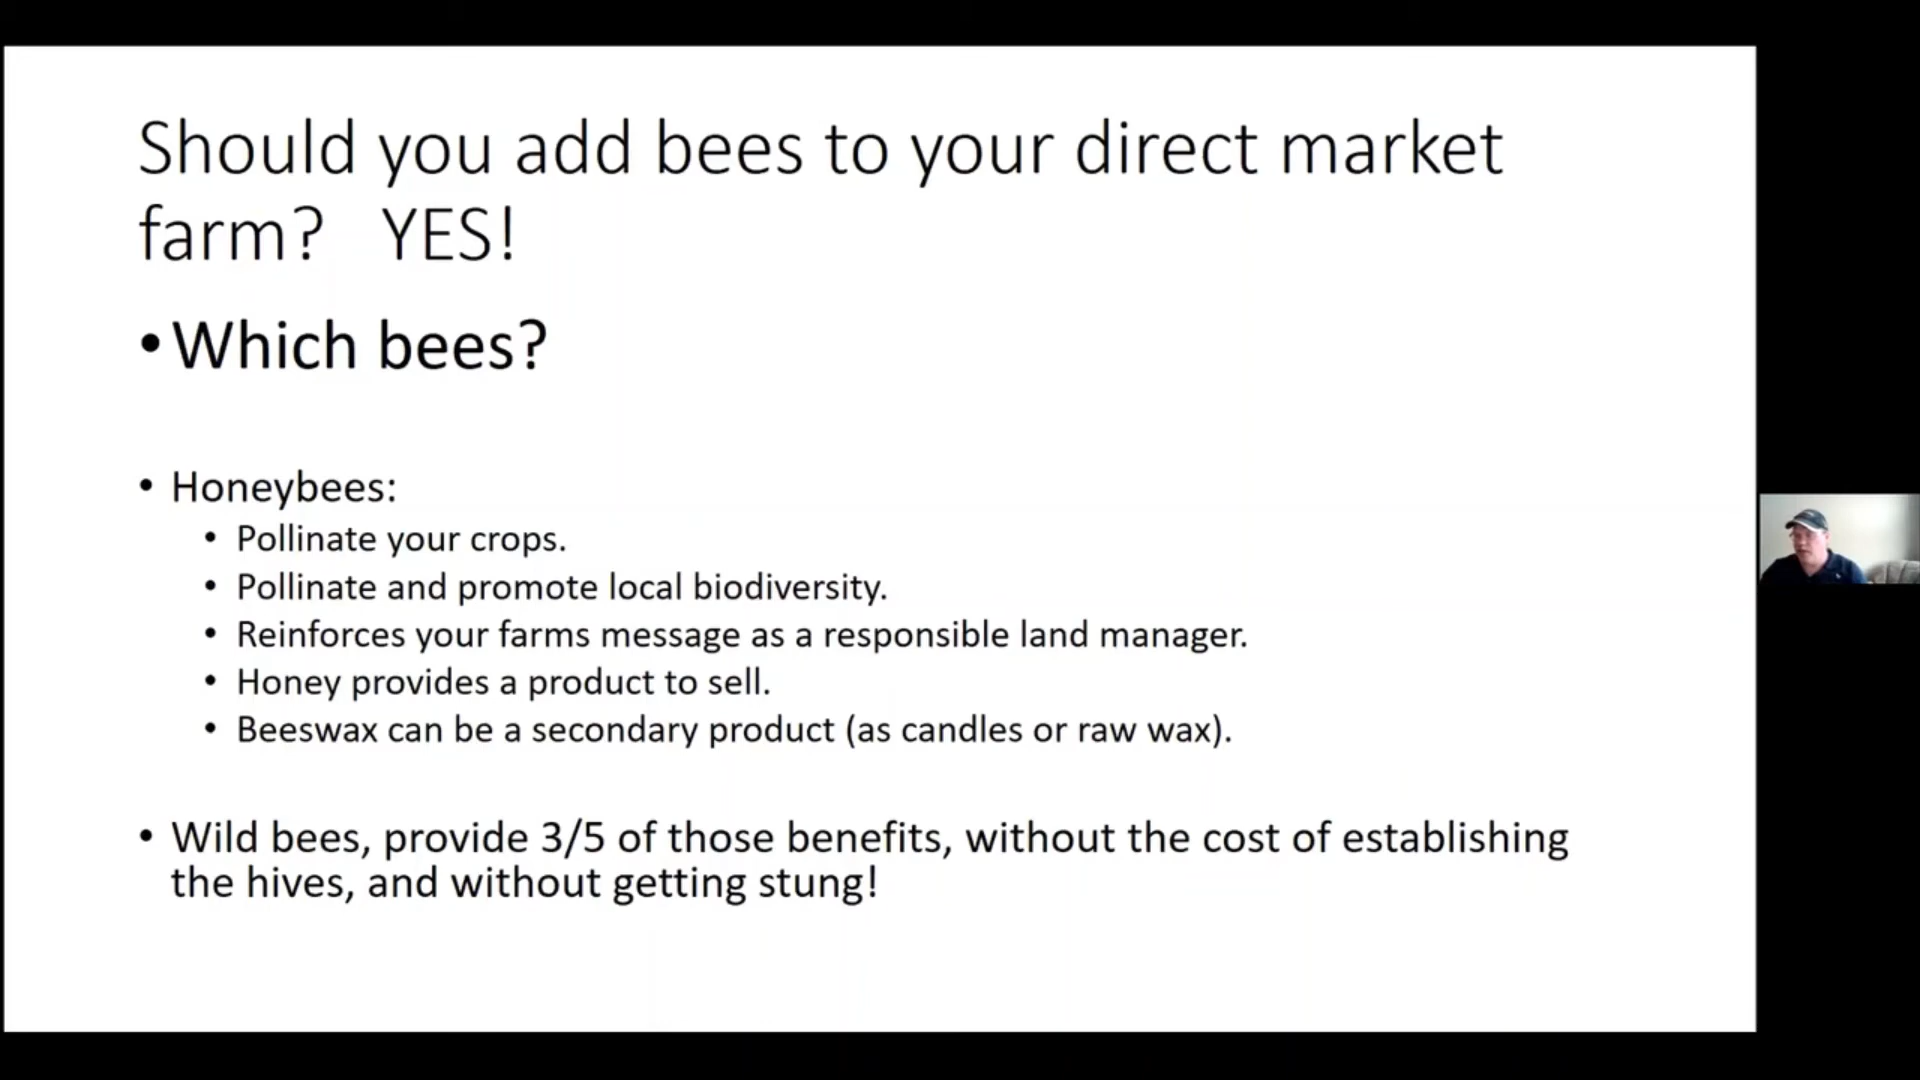 Should you add bees to your direct market
farm? YES!
• Which bees?
• Honeybees:
• Pollinate your crops.
• Pollinate and promote local biodiversity.
• Reinforces your farms message as a responsible land manager.
• Honey provides a product to sell.
• Beeswax can be a secondary product (as candles or raw wax).
• Wild bees, provide 3/5 of those benefits, without the cost of establishing
the hives, and without getting stung!